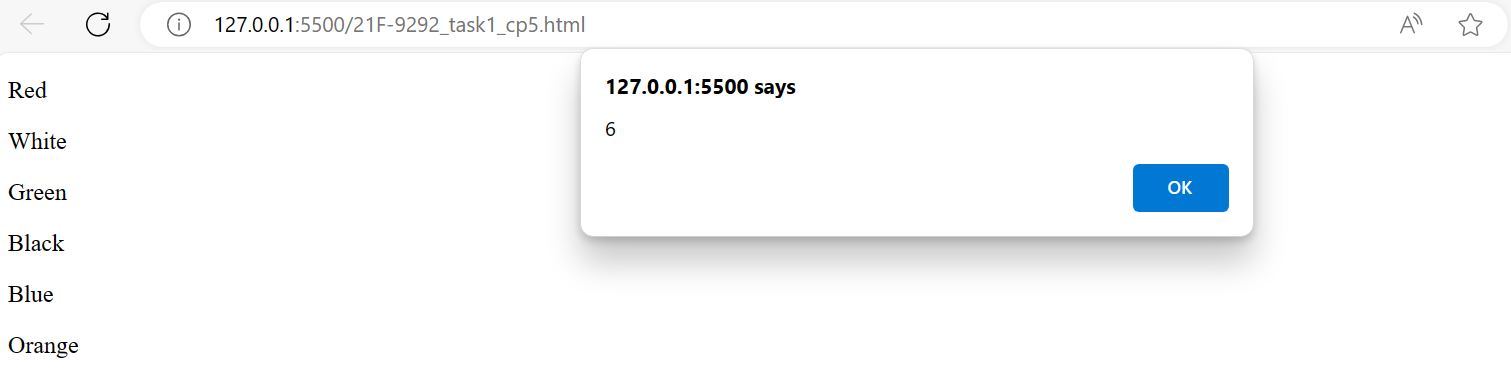 127.0.0.1:5500/21F-9292_task1_cp5.html
127.0.0.1:5500 says
6
OK
Red
White
Green
Black
Blue
Orange